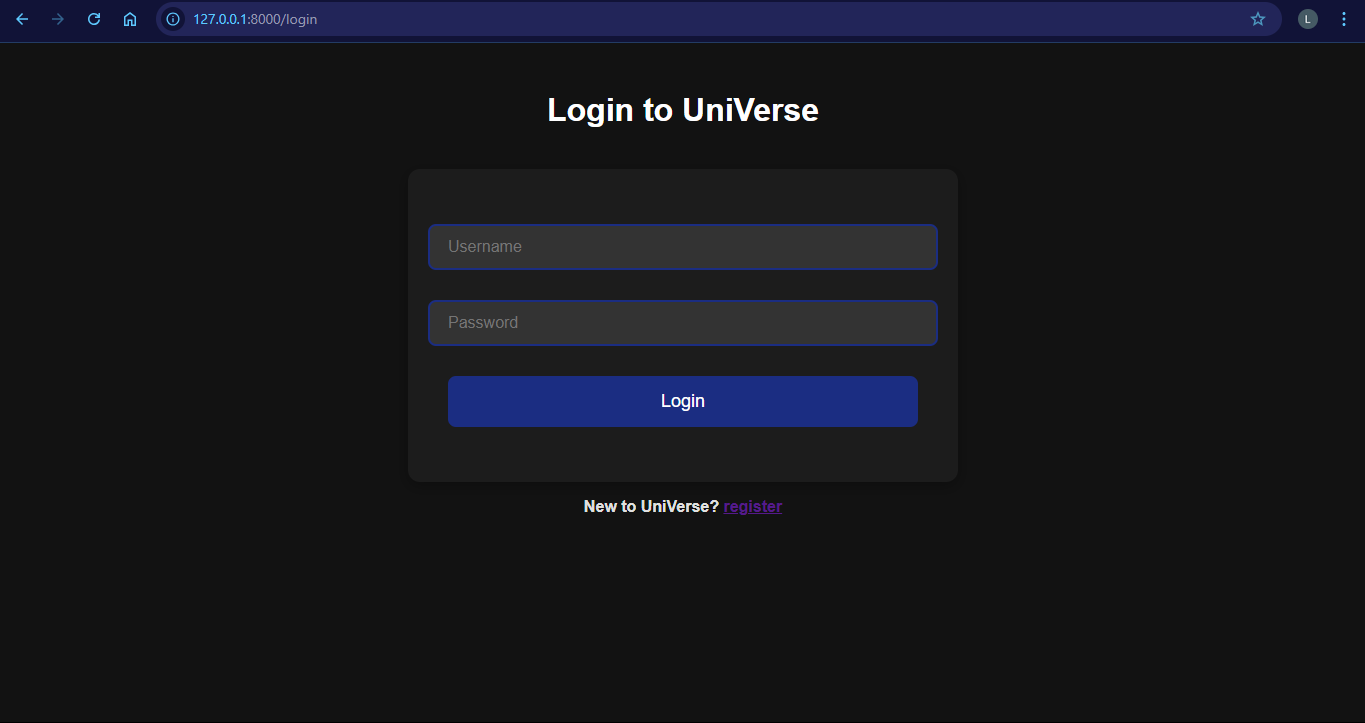 127.0.0.1:8000/login
L
Login to UniVerse
Username
Password
Login
New to UniVerse? register